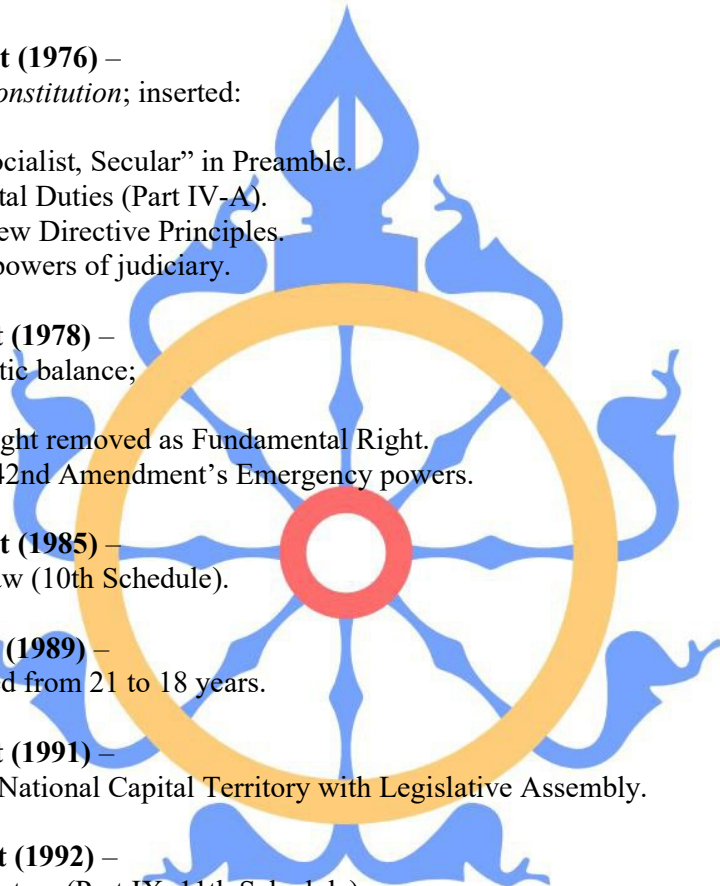 t (1976) –
onstitution; inserted:
ocialist, Secular” in Preamble.
tal Duties (Part IV-A).
ew Directive Principles.
powers of judiciary.
t (1978) –
tic balance;
ght removed as Fundamental Right.
42nd Amendment’s Emergency powers.
t (1985) –
aw (10th Schedule).
(1989) –
ed from 21 to 18 years.
t (1991) –
National Capital Territory with Legislative Assembly.
t (1992) –